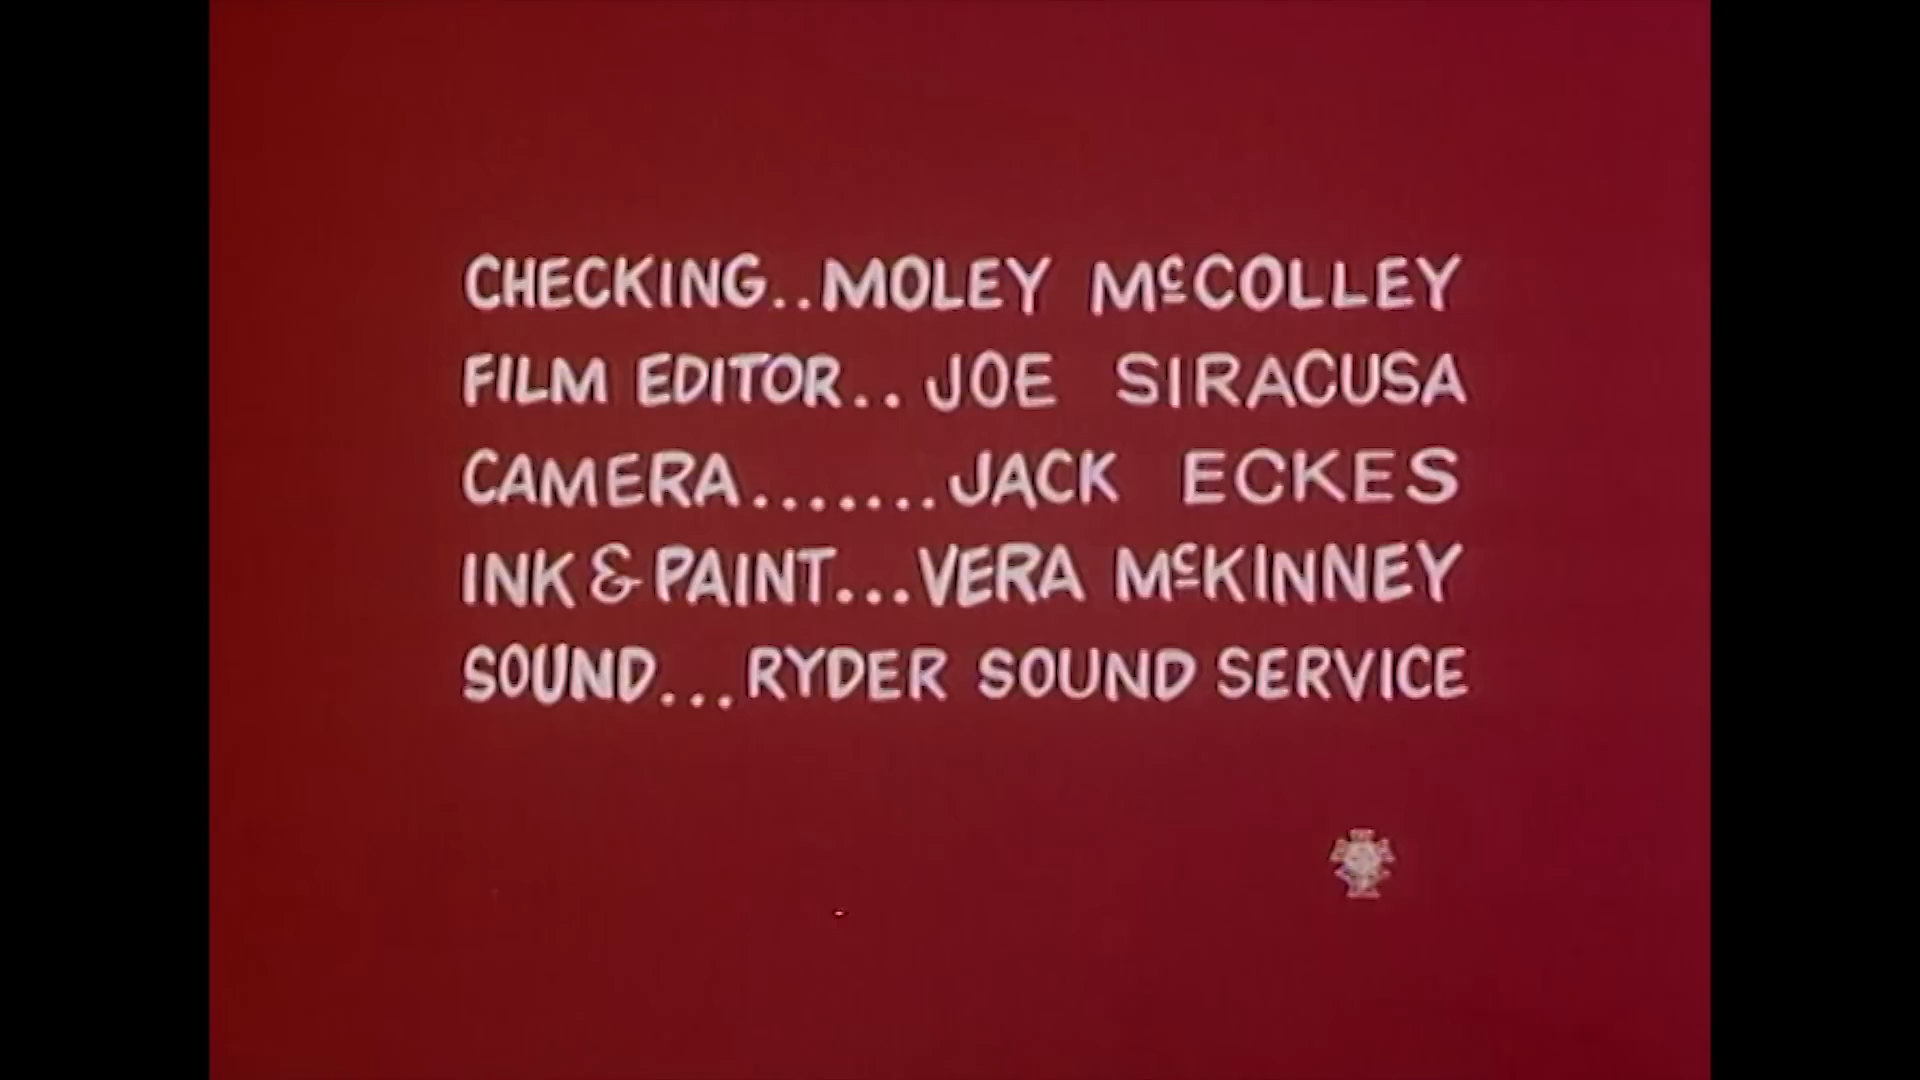 CHECKING..MOLEY McCOLLEY
FILM EDITOR..JOE SIRACUSA
CAMERA.......JACK ECKES
INK & PAINT...VERA McKINNEY
SOUND...RYDER SOUND SERVICE